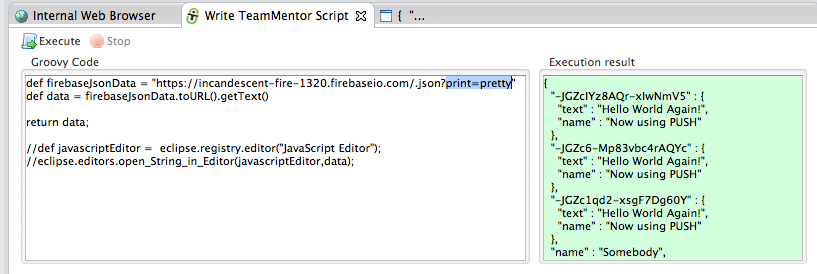 Internal Web Browser
Write TeamMentor Script
{ "...
Execute Stop
Groovy Code
def firebaseJsonData = "https://incandescent-fire-1320.firebaseio.com/.json?print=pretty"
def data = firebaseJsonData.toURL().getText()
return data;
//def javascriptEditor = eclipse.registry.editor("JavaScript Editor");
//eclipse.editors.open_String_in_Editor(javascriptEditor,data);
Execution result
{
"-JGZcIYz8AQr-xlwNmV5" : {
"text" : "Hello World Again!",
"name" : "Now using PUSH"
},
"-JGZc6-Mp83vbc4rAQYc" : {
"text" : "Hello World Again!",
"name" : "Now using PUSH"
},
"-JGZc1qd2-xsgF7Dg60Y" : {
"text" : "Hello World Again!",
"name" : "Now using PUSH"
},
"name" : "Somebody",